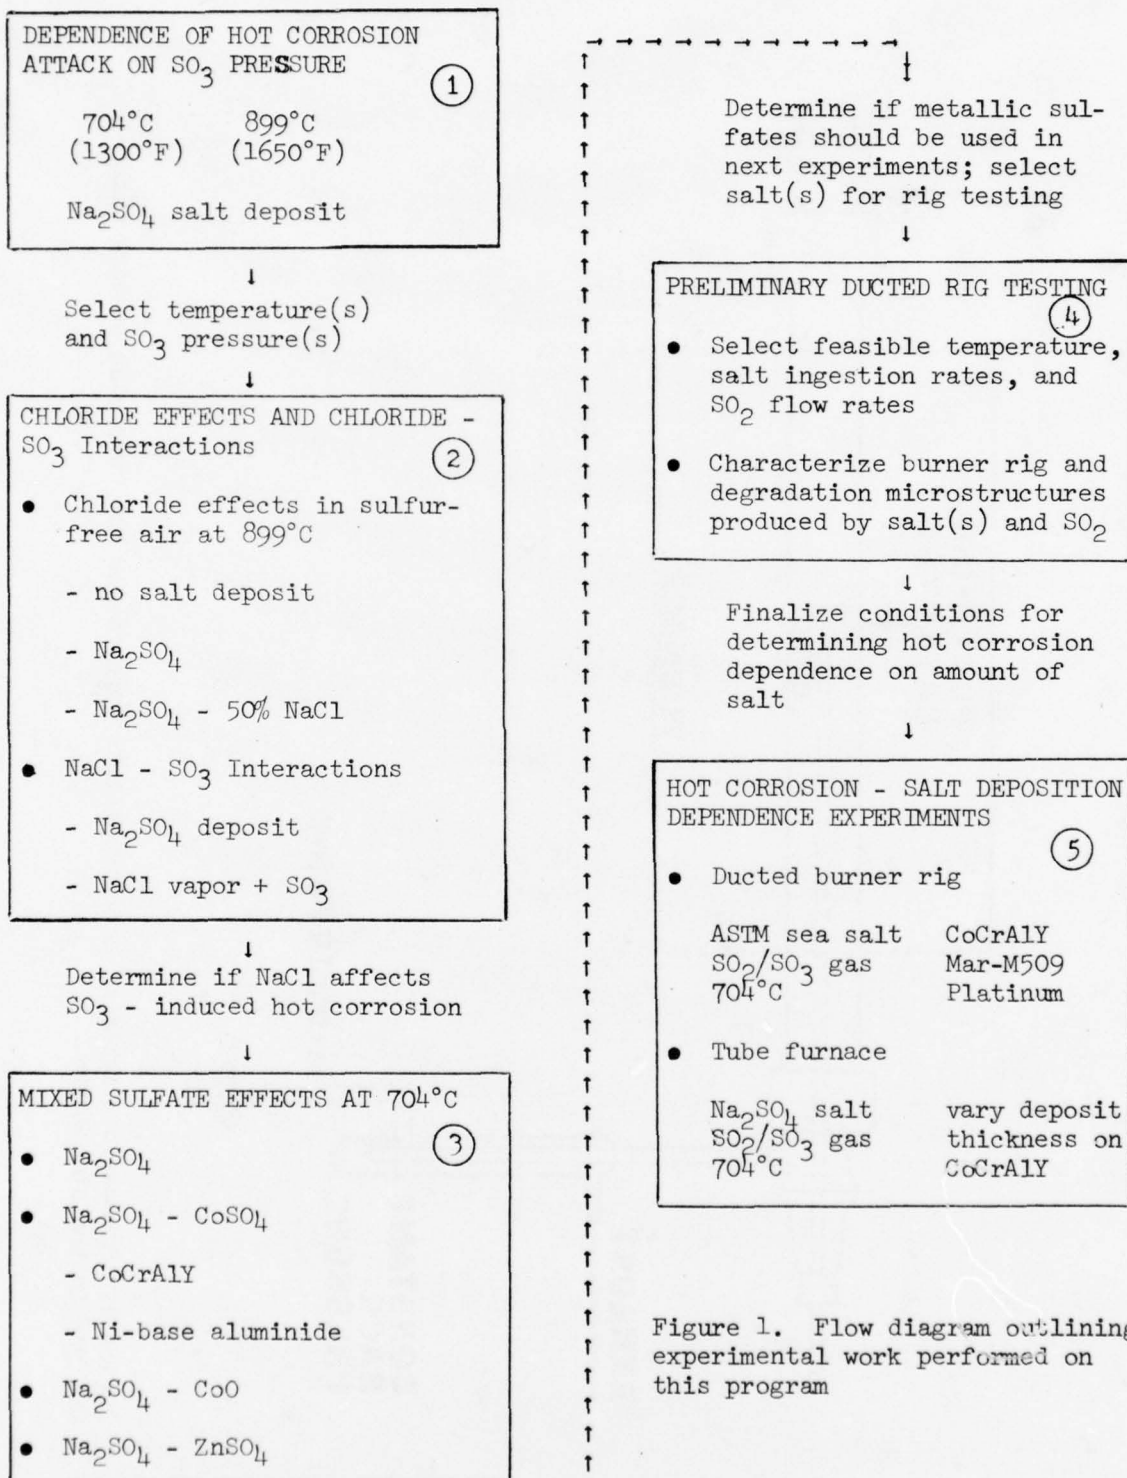 DEPENDENCE OF HOT CORROSION
ATTACK ON SO3 PRESSURE
1
704°C 899°C
(1300°F) (1650°F)
Na2SO4 salt deposit
↓
Select temperature(s)
and SO3 pressure(s)
↓
CHLORIDE EFFECTS AND CHLORIDE -
SO3 Interactions
2
• Chloride effects in sulfur-
free air at 899°C
- no salt deposit
- Na2SO4
- Na2SO4 - 50% NaCl
• NaCl - SO3 Interactions
- Na2SO4 deposit
- NaCl vapor + SO3
↓
Determine if NaCl affects
SO3 - induced hot corrosion
↓
MIXED SULFATE EFFECTS AT 704°C
3
• Na2SO4
• Na2SO4 - CoSO4
- CoCrAlY
- Ni-base aluminide
• Na2SO4 - CoO
• Na2SO4 - ZnSO4
Determine if metallic sul-
fates should be used in
next experiments; select
salt(s) for rig testing
↓
PRELIMINARY DUCTED RIG TESTING
4
• Select feasible temperature,
salt ingestion rates, and
SO2 flow rates
• Characterize burner rig and
degradation microstructures
produced by salt(s) and SO2
↓
Finalize conditions for
determining hot corrosion
dependence on amount of
salt
↓
HOT CORROSION - SALT DEPOSITION
DEPENDENCE EXPERIMENTS
5
• Ducted burner rig
ASTM sea salt CoCrAlY
SO2/SO3 gas Mar-M509
704°C Platinum
• Tube furnace
Na2SO4 salt vary deposit
SO2/SO3 gas thickness on
704°C CoCrAlY
Figure 1. Flow diagram outlining
experimental work performed on
this program